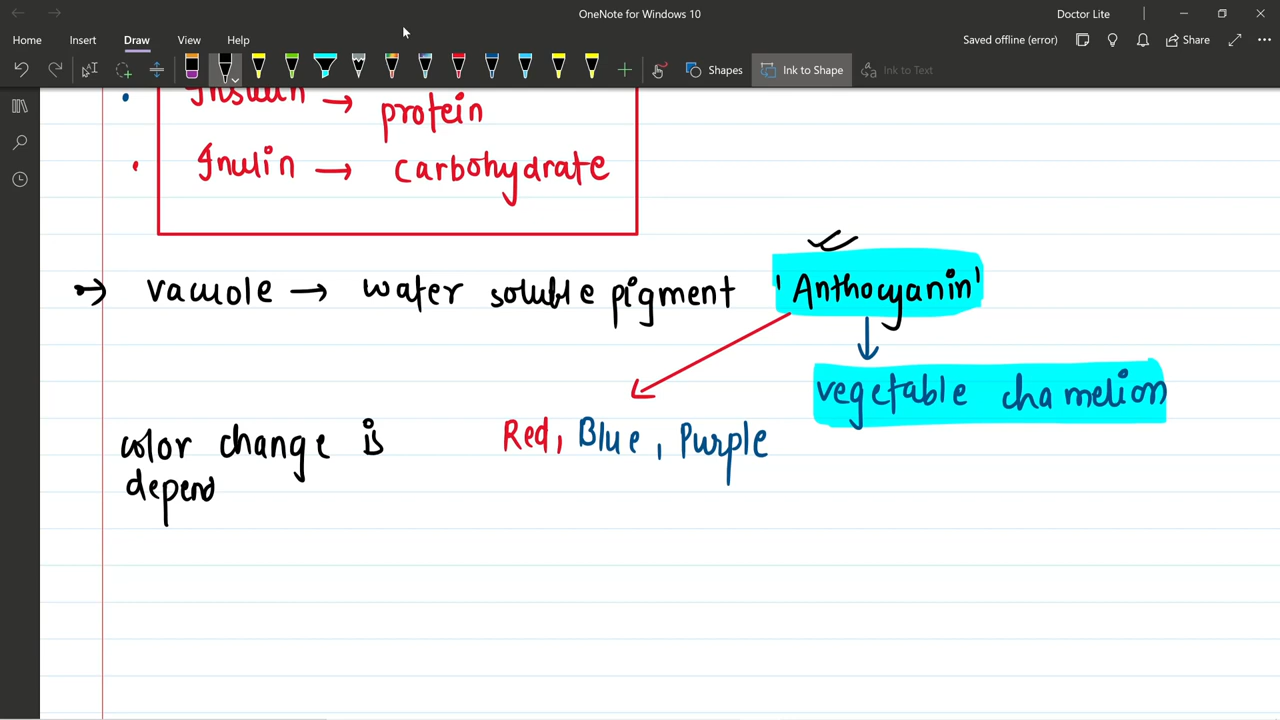 OneNote for Windows 10
Doctor Lite
Home Insert Draw View Help
Saved offline (error)
Share
Shapes
Ink to Shape
Ink to Text
Insulin → protein
Inulin → carbohydrate
vacuole → water soluble pigment 'Anthocyanin'
vegetable chamelion
Red, Blue, Purple
color change is
depend